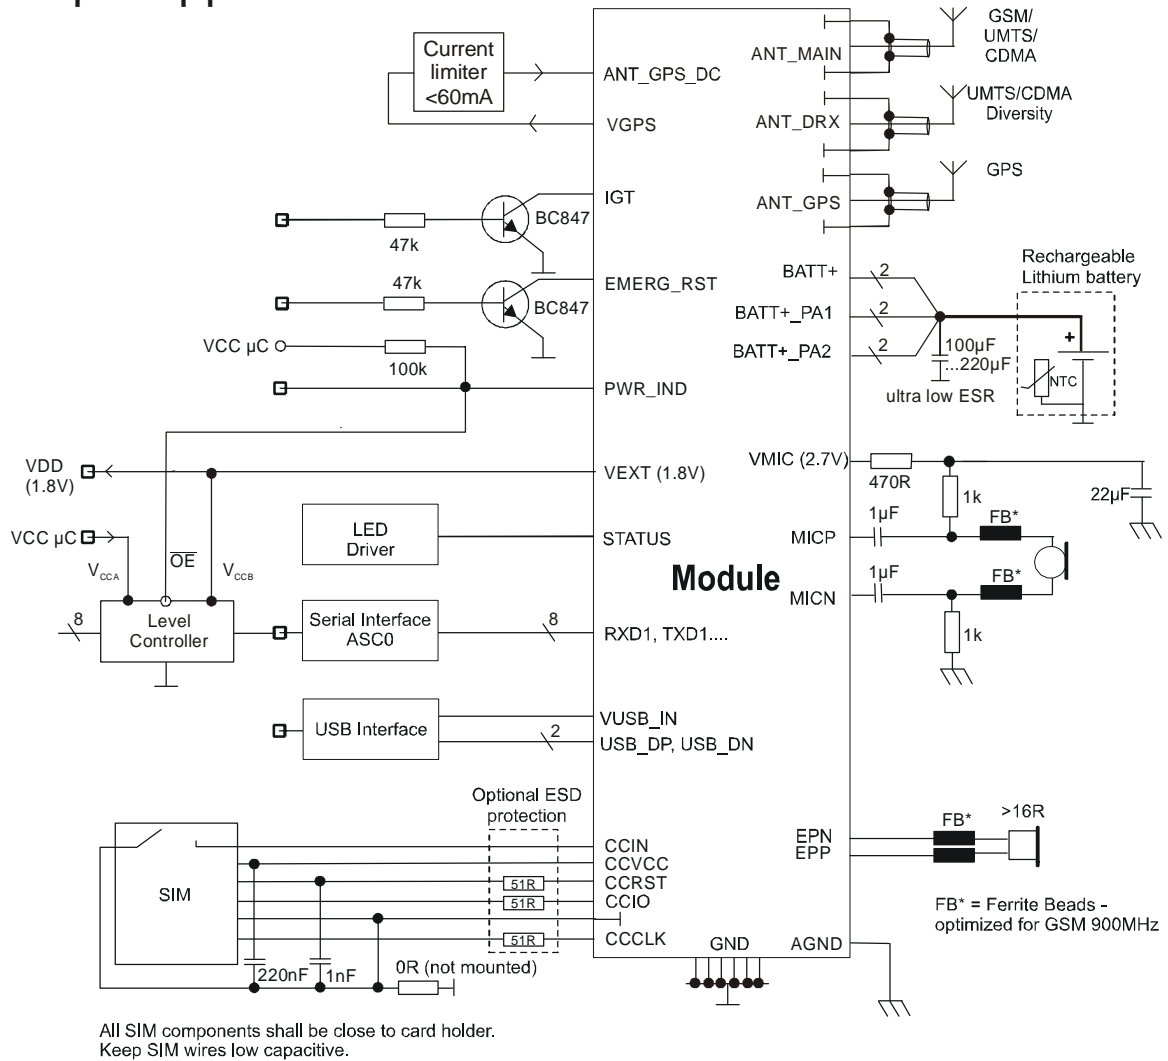 GSM/
UMTS/
CDMA
Current
limiter
<60mA
ANT_GPS_DC
ANT_MAIN
VGPS
ANT_DRX
UMTS/CDMA
Diversity
IGT
ANT_GPS
GPS
BC847
47k
EMERG_RST
BC847
47k
VCC µC
100k
PWR_IND
BATT+
2
BATT+_PA1
2
BATT+_PA2
2
100µF
...220µF
ultra low ESR
Rechargeable
Lithium battery
+
NTC
VDD
(1.8V)
VEXT (1.8V)
VMIC (2.7V)
470R
1k
22µF
VCC µC
OE
VCCA
VCCB
LED
Driver
STATUS
MICP
1µF
FB*
Module
MICN
1µF
FB*
1k
8
Level
Controller
Serial Interface
ASC0
8
RXD1, TXD1....
USB Interface
VUSB_IN
2
USB_DP, USB_DN
Optional ESD
protection
SIM
CCIN
CCVCC
51R
CCRST
51R
CCIO
51R
CCCLK
220nF
1nF
0R (not mounted)
GND
AGND
EPN
EPP
FB*
>16R
FB* = Ferrite Beads -
optimized for GSM 900MHz
All SIM components shall be close to card holder.
Keep SIM wires low capacitive.